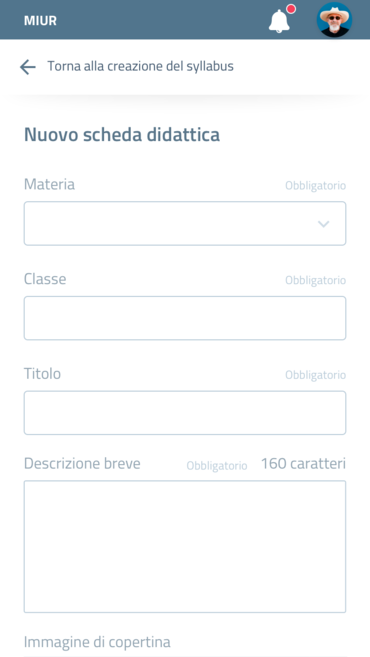 MIUR
Torna alla creazione del syllabus
Nuovo scheda didattica
Materia Obbligatorio
Classe Obbligatorio
Titolo Obbligatorio
Descrizione breve Obbligatorio 160 caratteri
Immagine di copertina